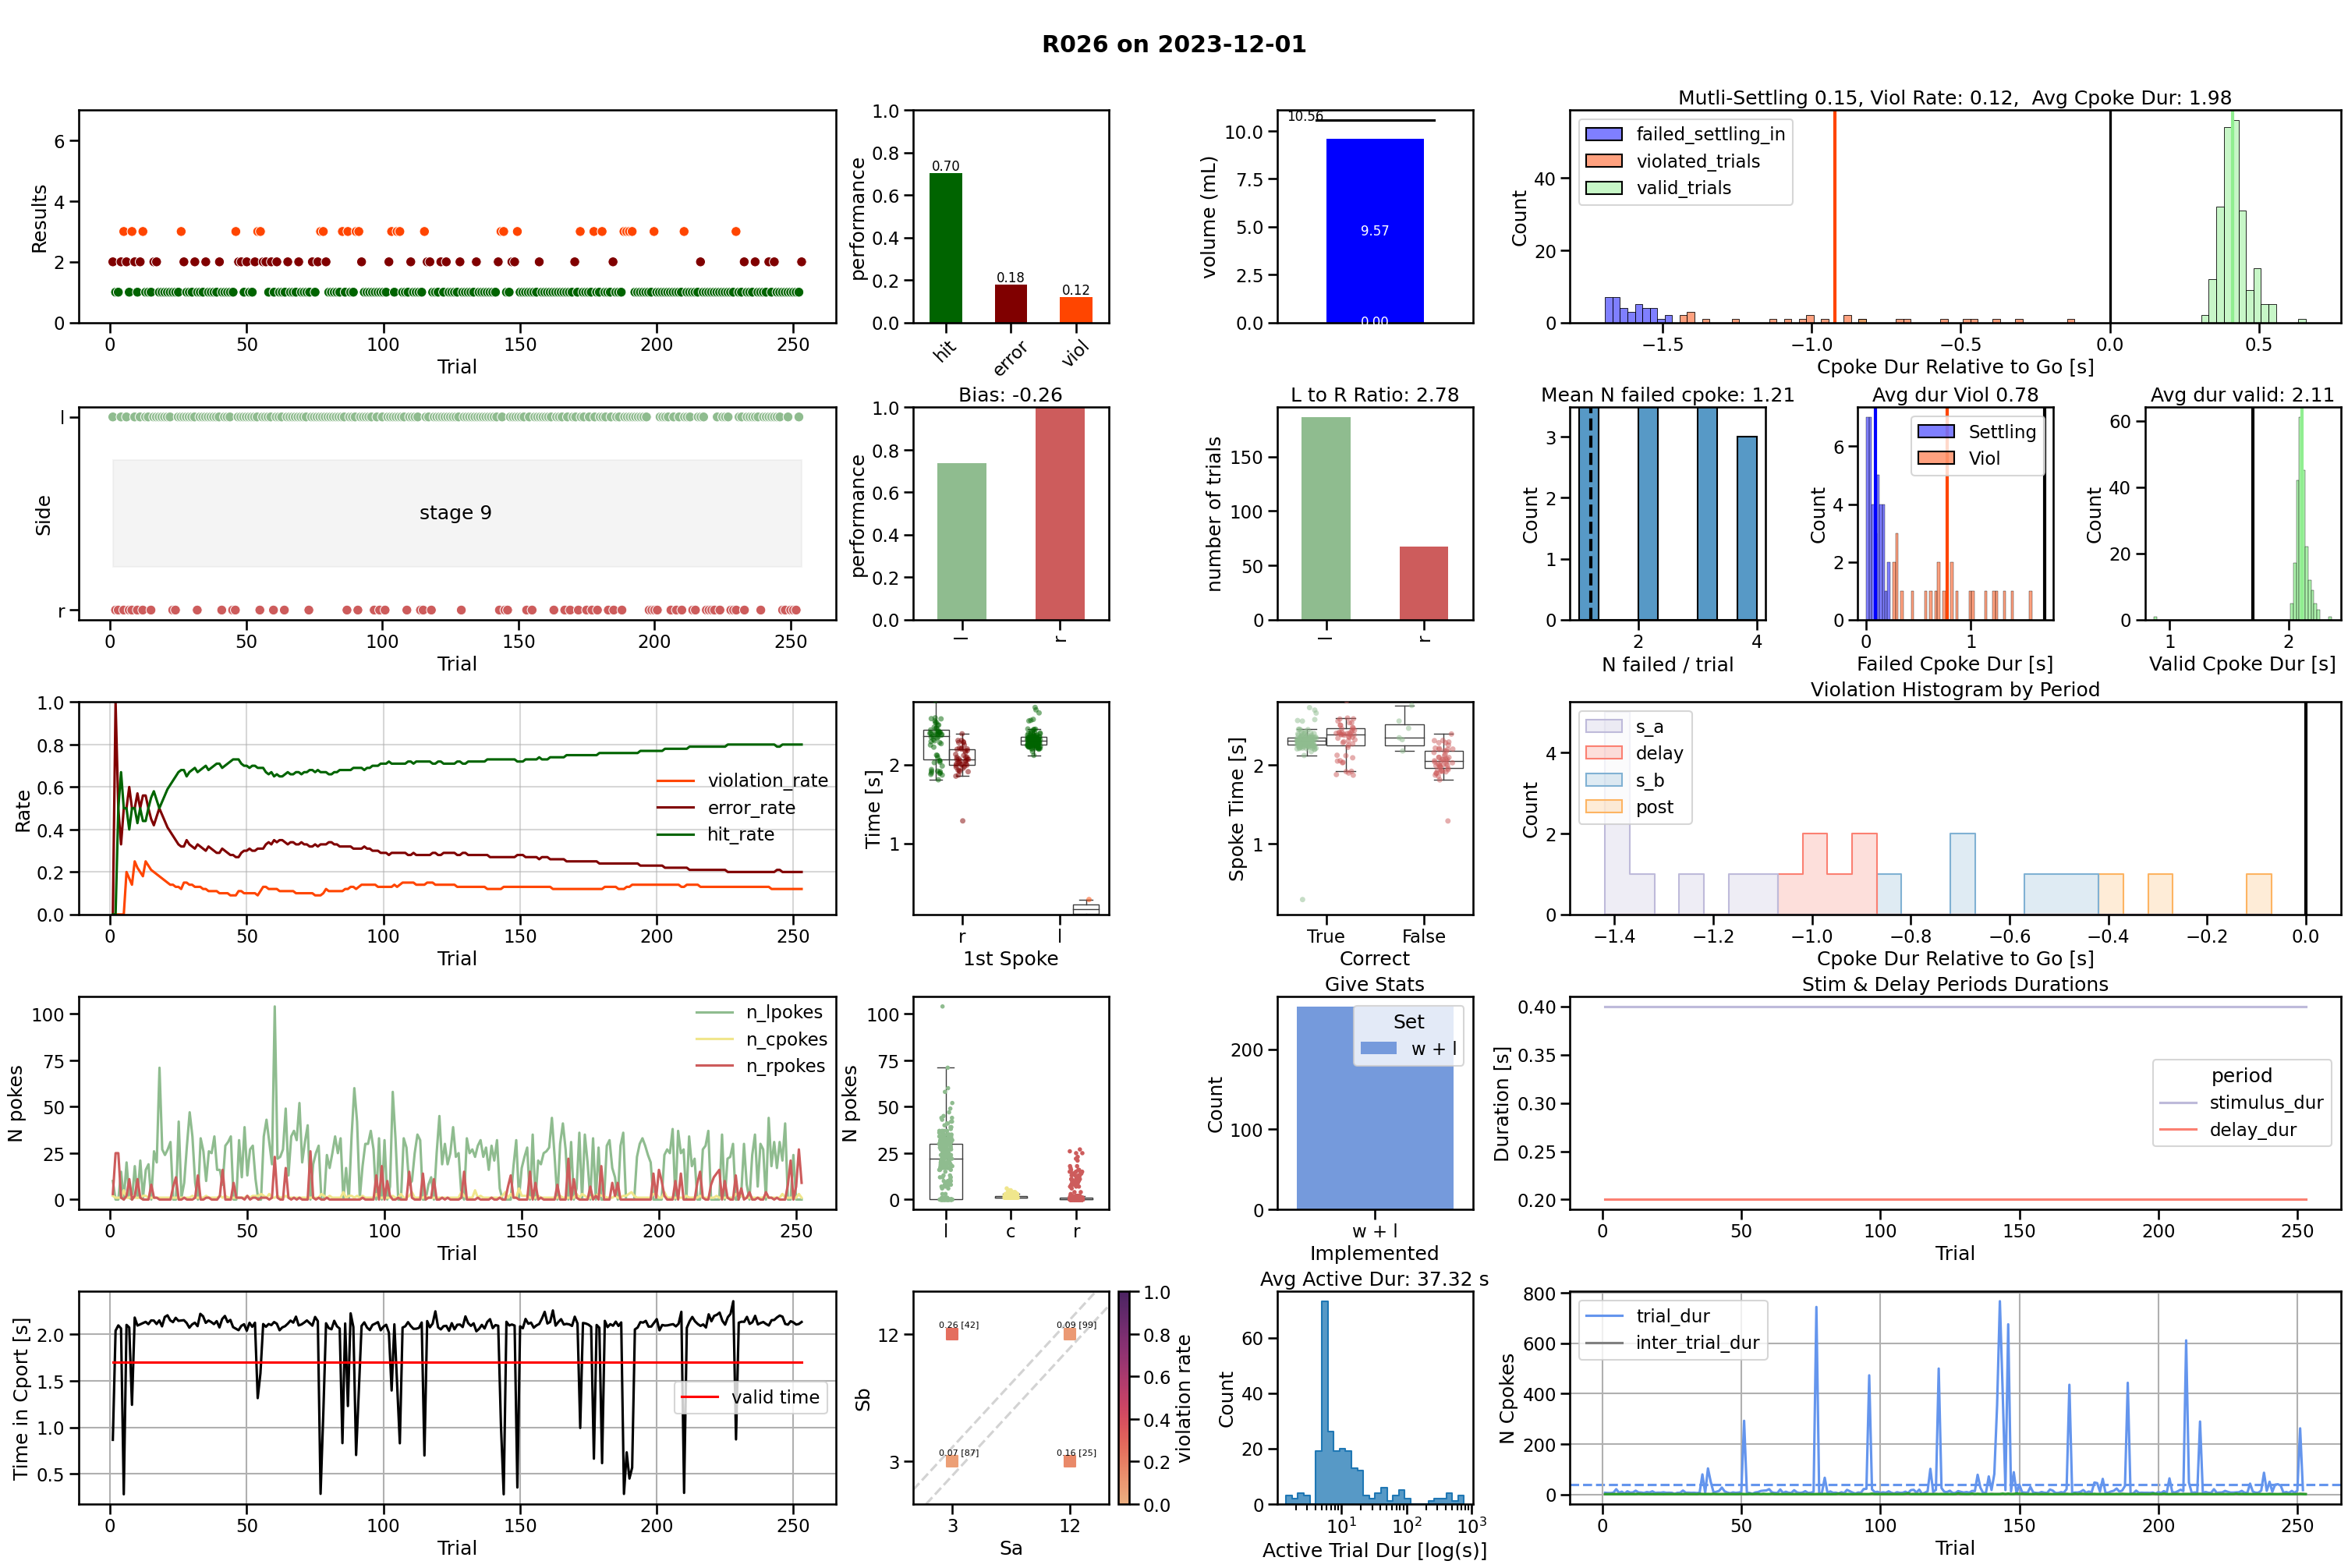 R026 on 2023-12-01
6
4
2
0
Results
0 50 100 150 200 250
Trial
1.0
0.8
0.6
0.4
0.2
0.0
performance
0.70
0.18
0.12
hit error viol
10.0
7.5
5.0
2.5
0.0
volume (mL)
10.56
9.57
0.00
Mutli-Settling 0.15, Viol Rate: 0.12, Avg Cpoke Dur: 1.98
failed_settling_in
violated_trials
valid_trials
40
20
0
Count
−1.5 −1.0 −0.5 0.0 0.5
Cpoke Dur Relative to Go [s]
l
r
Side
stage 9
0 50 100 150 200 250
Trial
Bias: -0.26
1.0
0.8
0.6
0.4
0.2
0.0
performance
l r
L to R Ratio: 2.78
150
100
50
0
number of trials
l r
Mean N failed cpoke: 1.21
3
2
1
0
Count
2 4
N failed / trial
Avg dur Viol 0.78
Settling
Viol
6
4
2
0
Count
0 1
Failed Cpoke Dur [s]
Avg dur valid: 2.11
60
40
20
0
Count
1 2
Valid Cpoke Dur [s]
1.0
0.8
0.6
0.4
0.2
0.0
Rate
violation_rate
error_rate
hit_rate
0 50 100 150 200 250
Trial
2
1
Time [s]
r l
1st Spoke
2
1
Spoke Time [s]
True False
Correct
Violation Histogram by Period
s_a
delay
s_b
post
4
2
0
Count
−1.4 −1.2 −1.0 −0.8 −0.6 −0.4 −0.2 0.0
Cpoke Dur Relative to Go [s]
100
75
50
25
0
N pokes
n_lpokes
n_cpokes
n_rpokes
0 50 100 150 200 250
Trial
100
75
50
25
0
N pokes
l c r
Give Stats
Set
w + l
200
100
0
Count
w + l
Implemented
Stim & Delay Periods Durations
0.40
0.35
0.30
0.25
0.20
Duration [s]
period
stimulus_dur
delay_dur
0 50 100 150 200 250
Trial
2.0
1.5
1.0
0.5
Time in Cport [s]
valid time
0 50 100 150 200 250
Trial
12
3
Sb
0.26 [42]
0.09 [99]
0.07 [87]
0.16 [25]
3 12
Sa
1.0
0.8
0.6
0.4
0.2
0.0
violation rate
Avg Active Dur: 37.32 s
60
40
20
0
Count
10¹ 10² 10³
Active Trial Dur [log(s)]
800
600
400
200
0
N Cpokes
trial_dur
inter_trial_dur
0 50 100 150 200 250
Trial